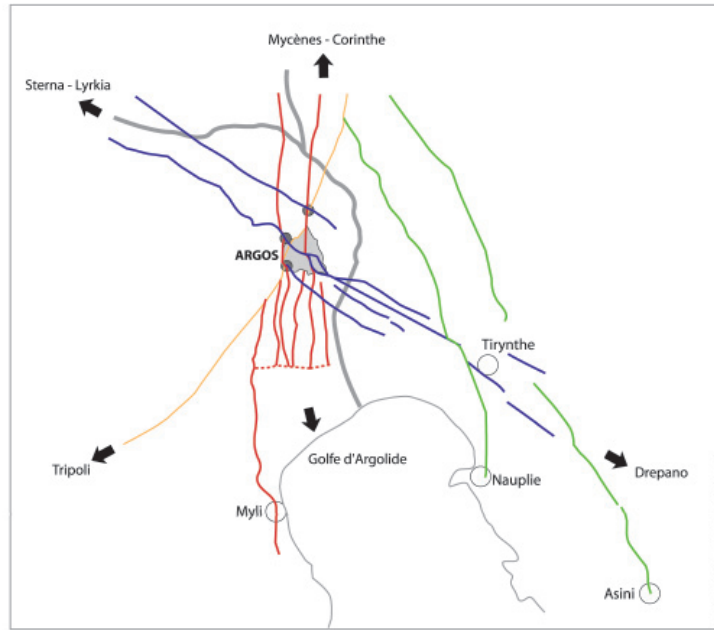 Mycènes - Corinthe
Sterna - Lyrkia
ARGOS
Tirynthe
Tripoli
Golfe d'Argolide
Nauplie
Drepano
Myli
Asini